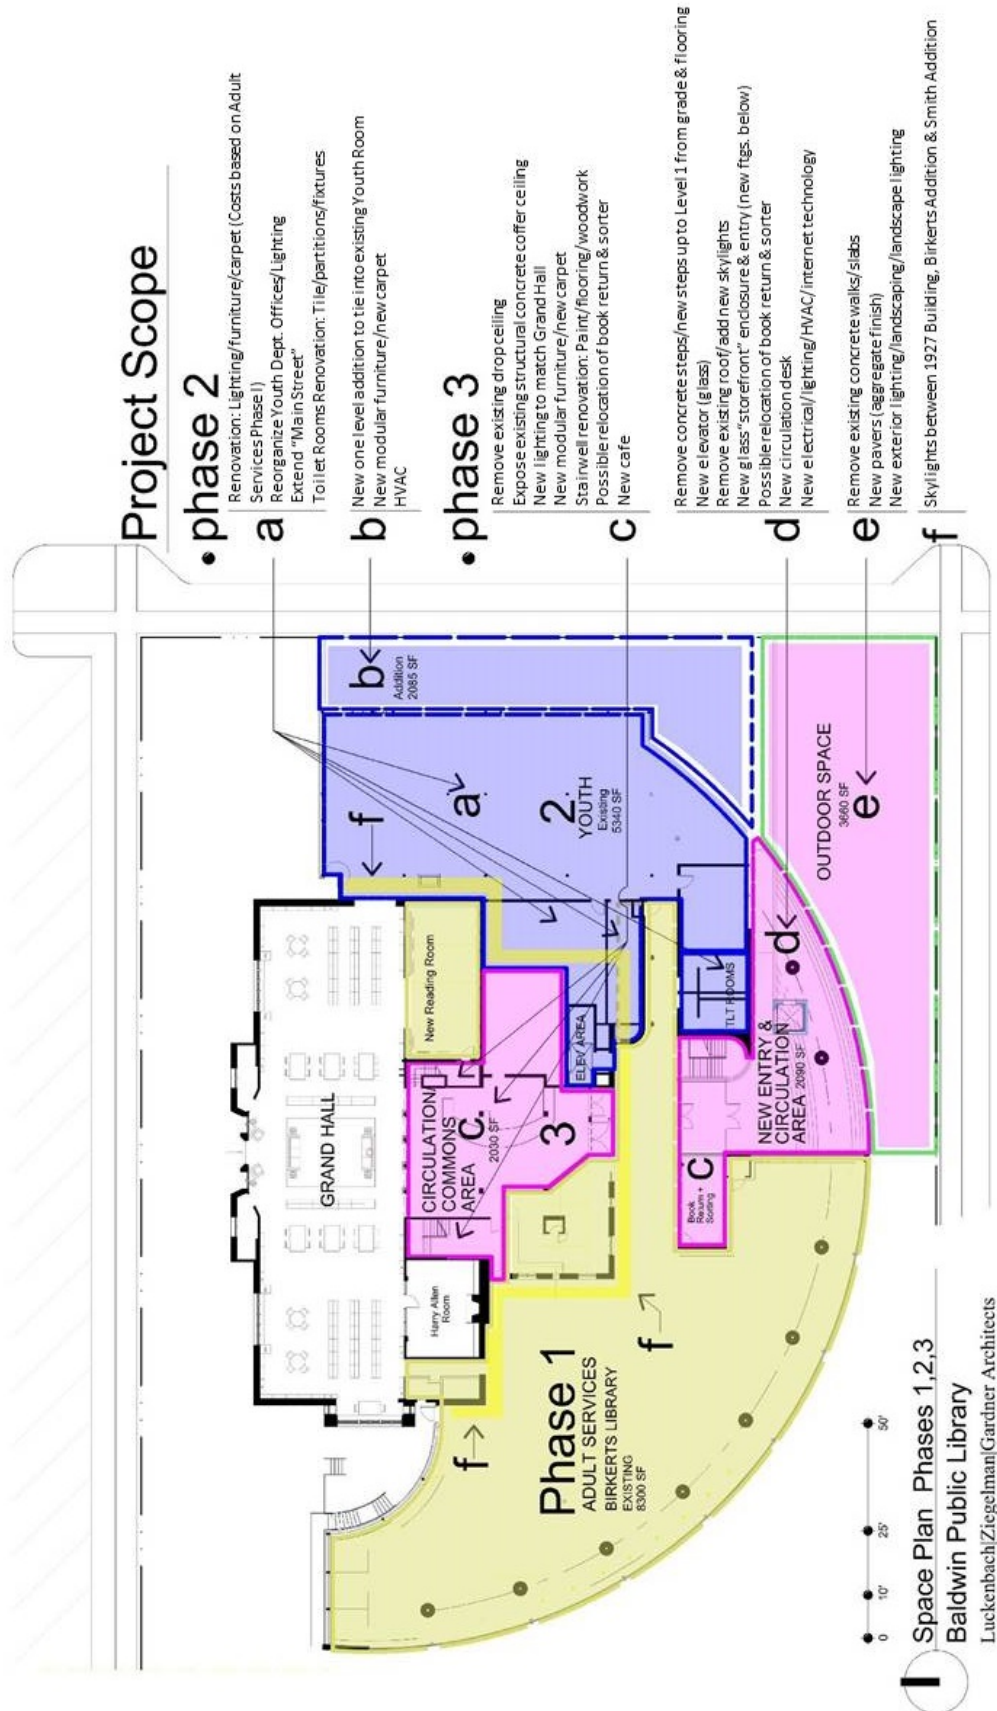 Project Scope
• phase 2
Renovation: Lighting/furniture/carpet (Costs based on Adult
Services Phase I)
a
Reorganize Youth Dept. Offices/Lighting
Extend "Main Street"
Toilet Rooms Renovation: Tile/partitions/fixtures
b
New one level addition to tie into existing Youth Room
New modular furniture/new carpet
HVAC
• phase 3
Remove existing drop ceiling
Expose existing structural concrete coffer ceiling
New lighting to match Grand Hall
New modular furniture/new carpet
Stairwell renovation: Paint/flooring/woodwork
Possible relocation of book return & sorter
New cafe
c
Remove concrete steps/new steps up to Level 1 from grade & flooring
New elevator (glass)
Remove existing roof/add new skylights
New glass "storefront" enclosure & entry (new ftgs. below)
Possible relocation of book return & sorter
New circulation desk
New electrical/lighting/HVAC/internet technology
d
Remove existing concrete walks/slabs
New pavers (aggregate finish)
New exterior lighting/landscaping/landscape lighting
e
Skylights between 1927 Building, Birkerts Addition & Smith Addition
f
b
Addition
2085 SF
f
a
2
YOUTH
Existing
5340 SF
OUTDOOR SPACE
3660 SF
e
New Reading Room
GRAND HALL
ELEV AREA
TLT ROOMS
d
NEW ENTRY &
CIRCULATION
AREA 2090 SF
CIRCULATION/
COMMONS
AREA
c
2030 SF
3
Book
Return +
Sorting
C
Harry Allen
Room
f
f
Phase 1
ADULT SERVICES
BIRKERTS LIBRARY
EXISTING
8300 SF
0 10' 25' 50'
Space Plan Phases 1,2,3
Baldwin Public Library
Luckenbach|Ziegelman|Gardner Architects